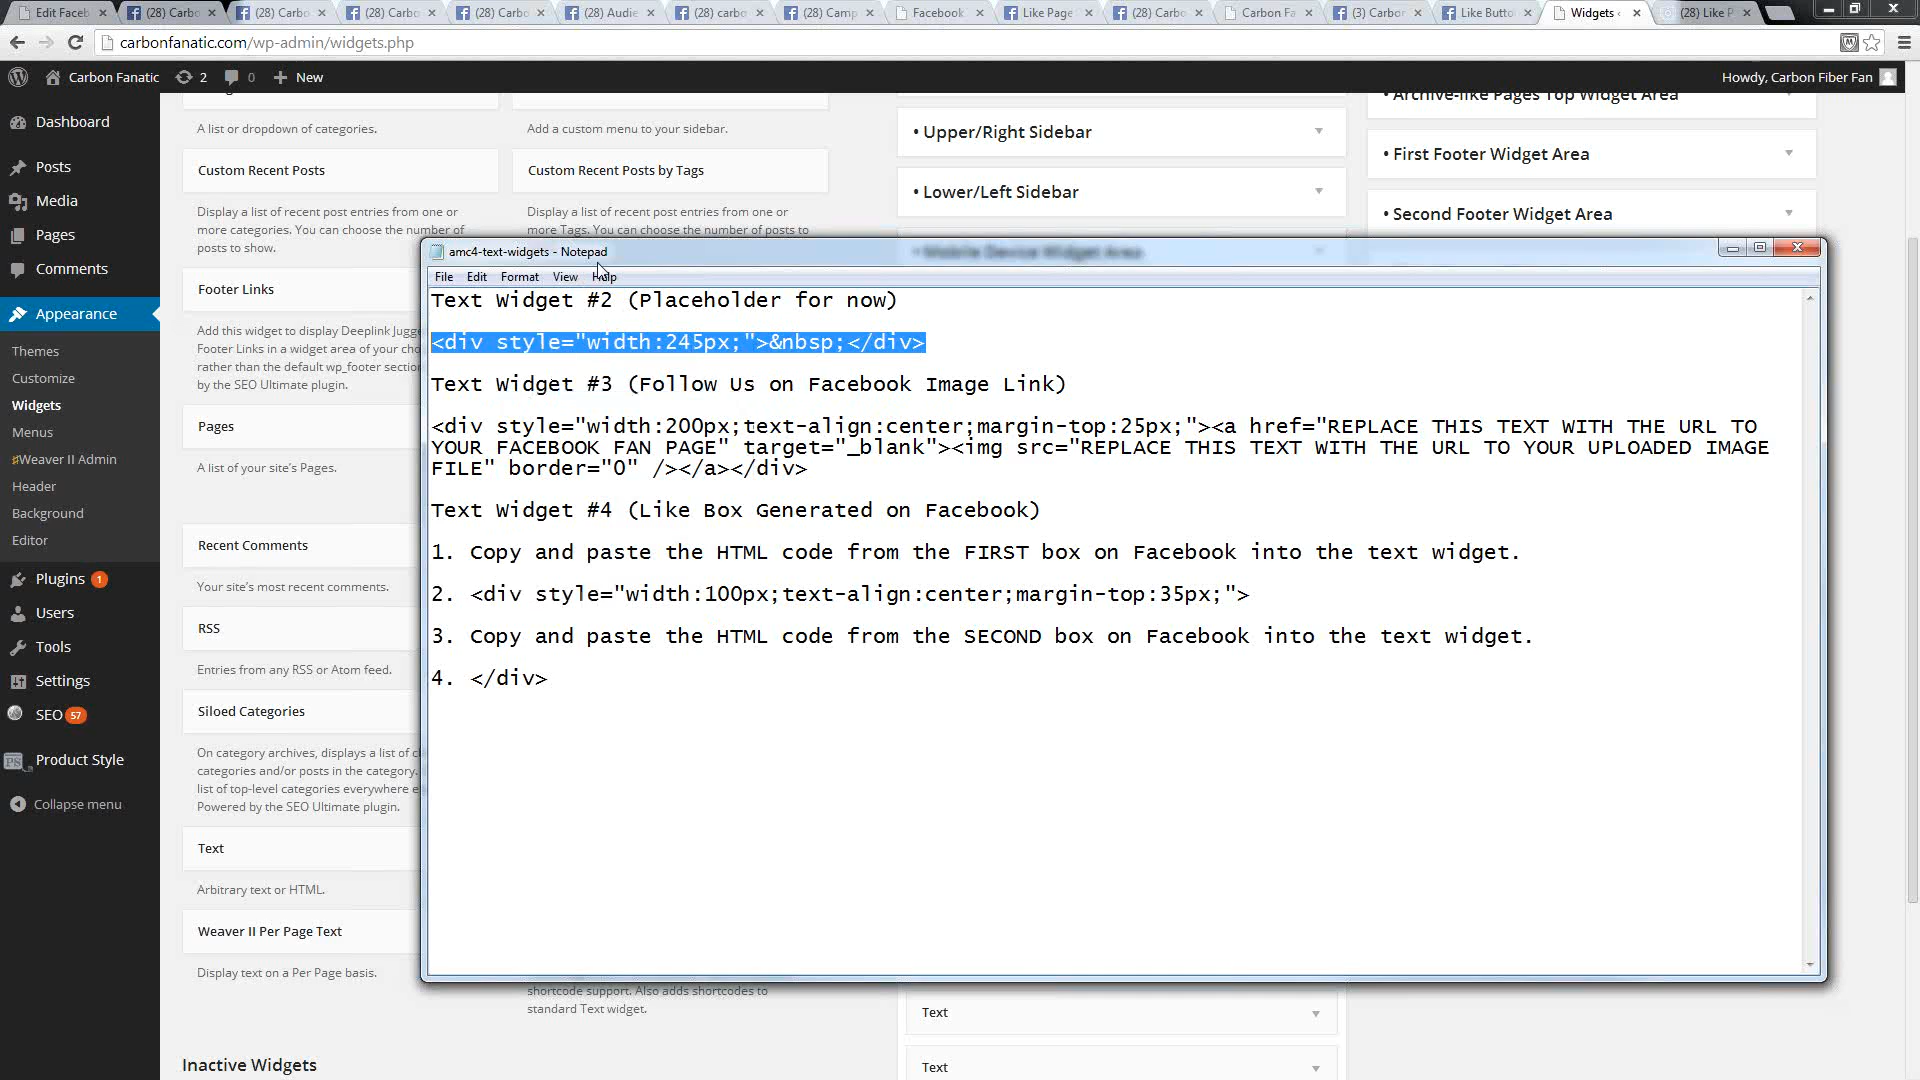 Edit Faceb
(28) Carbo
(28) Carbo
(28) Carbo
(28) Carbo
(28) Audie
(28) carbo
(28) Camp
Facebook
Like Page
(28) Carbo
Carbon Fa
(3) Carbon
Like Butto
Widgets
(28) Like P
carbonfanatic.com/wp-admin/widgets.php
Carbon Fanatic
2
0
New
Howdy, Carbon Fiber Fan
Dashboard
Posts
Media
Pages
Comments
Appearance
Themes
Customize
Widgets
Menus
Weaver II Admin
Header
Background
Editor
Plugins 1
Users
Tools
Settings
SEO 57
Product Style
Collapse menu
A list or dropdown of categories.
Custom Recent Posts
Display a list of recent post entries from one or
more categories. You can choose the number of
posts to show.
Footer Links
Add this widget to display Deeplink Jugge
Footer Links in a widget area of your cho
rather than the default wp_footer sectio
by the SEO Ultimate plugin.
Pages
A list of your site's Pages.
Recent Comments
Your site's most recent comments.
RSS
Entries from any RSS or Atom feed.
Siloed Categories
On category archives, displays a list of c
categories and/or posts in the category.
list of top-level categories everywhere e
Powered by the SEO Ultimate plugin.
Text
Arbitrary text or HTML.
Weaver II Per Page Text
Display text on a Per Page basis.
Inactive Widgets
Add a custom menu to your sidebar.
Custom Recent Posts by Tags
Display a list of recent post entries from one or
more Tags. You can choose the number of posts to
shortcode support. Also adds shortcodes to
standard Text widget.
• Upper/Right Sidebar
• Lower/Left Sidebar
• Mobile Device Widget Area
Text
Text
• Archive-like Pages Top Widget Area
• First Footer Widget Area
• Second Footer Widget Area
amc4-text-widgets - Notepad
File Edit Format View Help
Text Widget #2 (Placeholder for now)
<div style="width:245px;">&nbsp;</div>
Text Widget #3 (Follow Us on Facebook Image Link)
<div style="width:200px;text-align:center;margin-top:25px;"><a href="REPLACE THIS TEXT WITH THE URL TO
YOUR FACEBOOK FAN PAGE" target="_blank"><img src="REPLACE THIS TEXT WITH THE URL TO YOUR UPLOADED IMAGE
FILE" border="0" /></a></div>
Text Widget #4 (Like Box Generated on Facebook)
1. Copy and paste the HTML code from the FIRST box on Facebook into the text widget.
2. <div style="width:100px;text-align:center;margin-top:35px;">
3. Copy and paste the HTML code from the SECOND box on Facebook into the text widget.
4. </div>